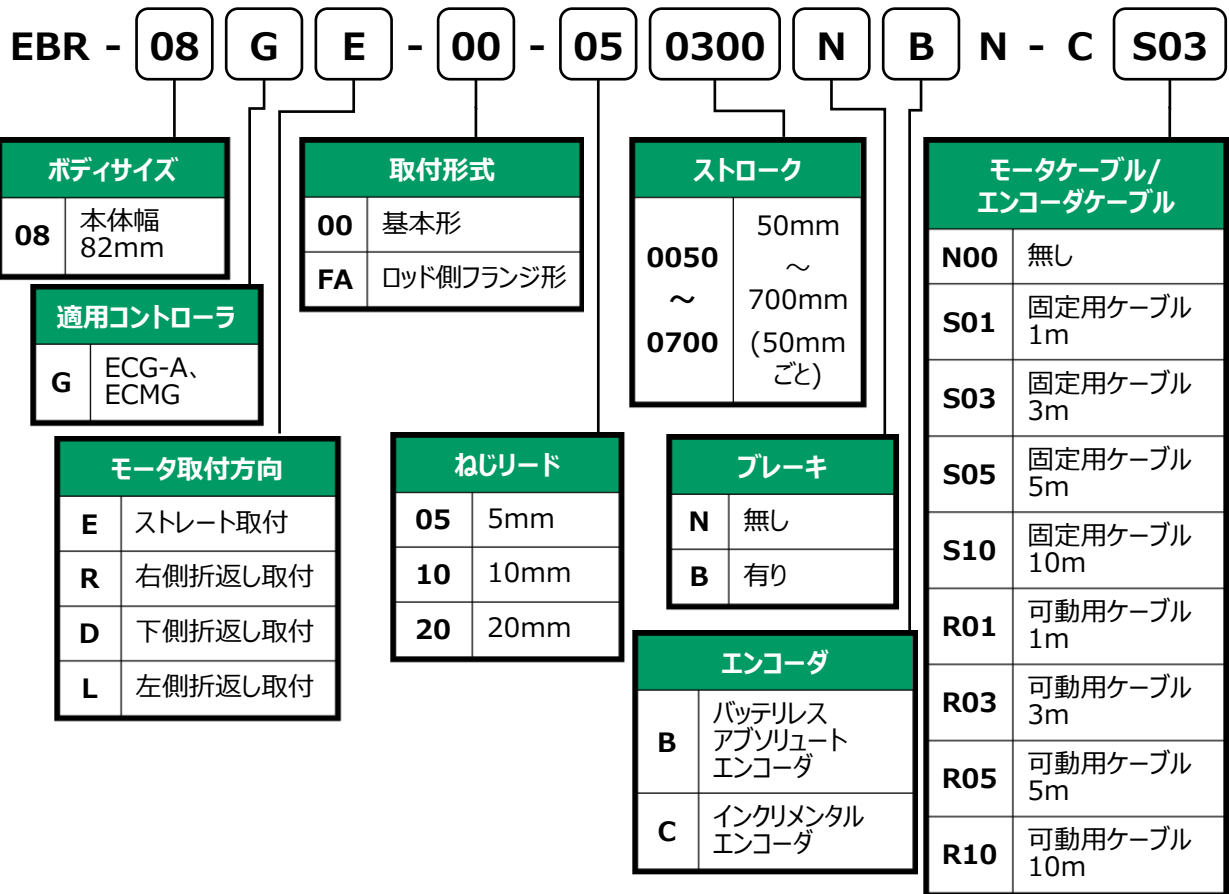 EBR - 08 G E - 00 - 05 0300 N B N - C S03
ボディサイズ
08 本体幅
82mm
適用コントローラ
G ECG-A、
ECMG
モータ取付方向
E ストレート取付
R 右側折返し取付
D 下側折返し取付
L 左側折返し取付
取付形式
00 基本形
FA ロッド側フランジ形
ねじリード
05 5mm
10 10mm
20 20mm
ストローク
0050
～
0700
50mm
～
700mm
(50mm
ごと)
ブレーキ
N 無し
B 有り
エンコーダ
B バッテリレス
アブソリュート
エンコーダ
C インクリメンタル
エンコーダ
モータケーブル/
エンコーダケーブル
N00 無し
S01 固定用ケーブル
1m
S03 固定用ケーブル
3m
S05 固定用ケーブル
5m
S10 固定用ケーブル
10m
R01 可動用ケーブル
1m
R03 可動用ケーブル
3m
R05 可動用ケーブル
5m
R10 可動用ケーブル
10m